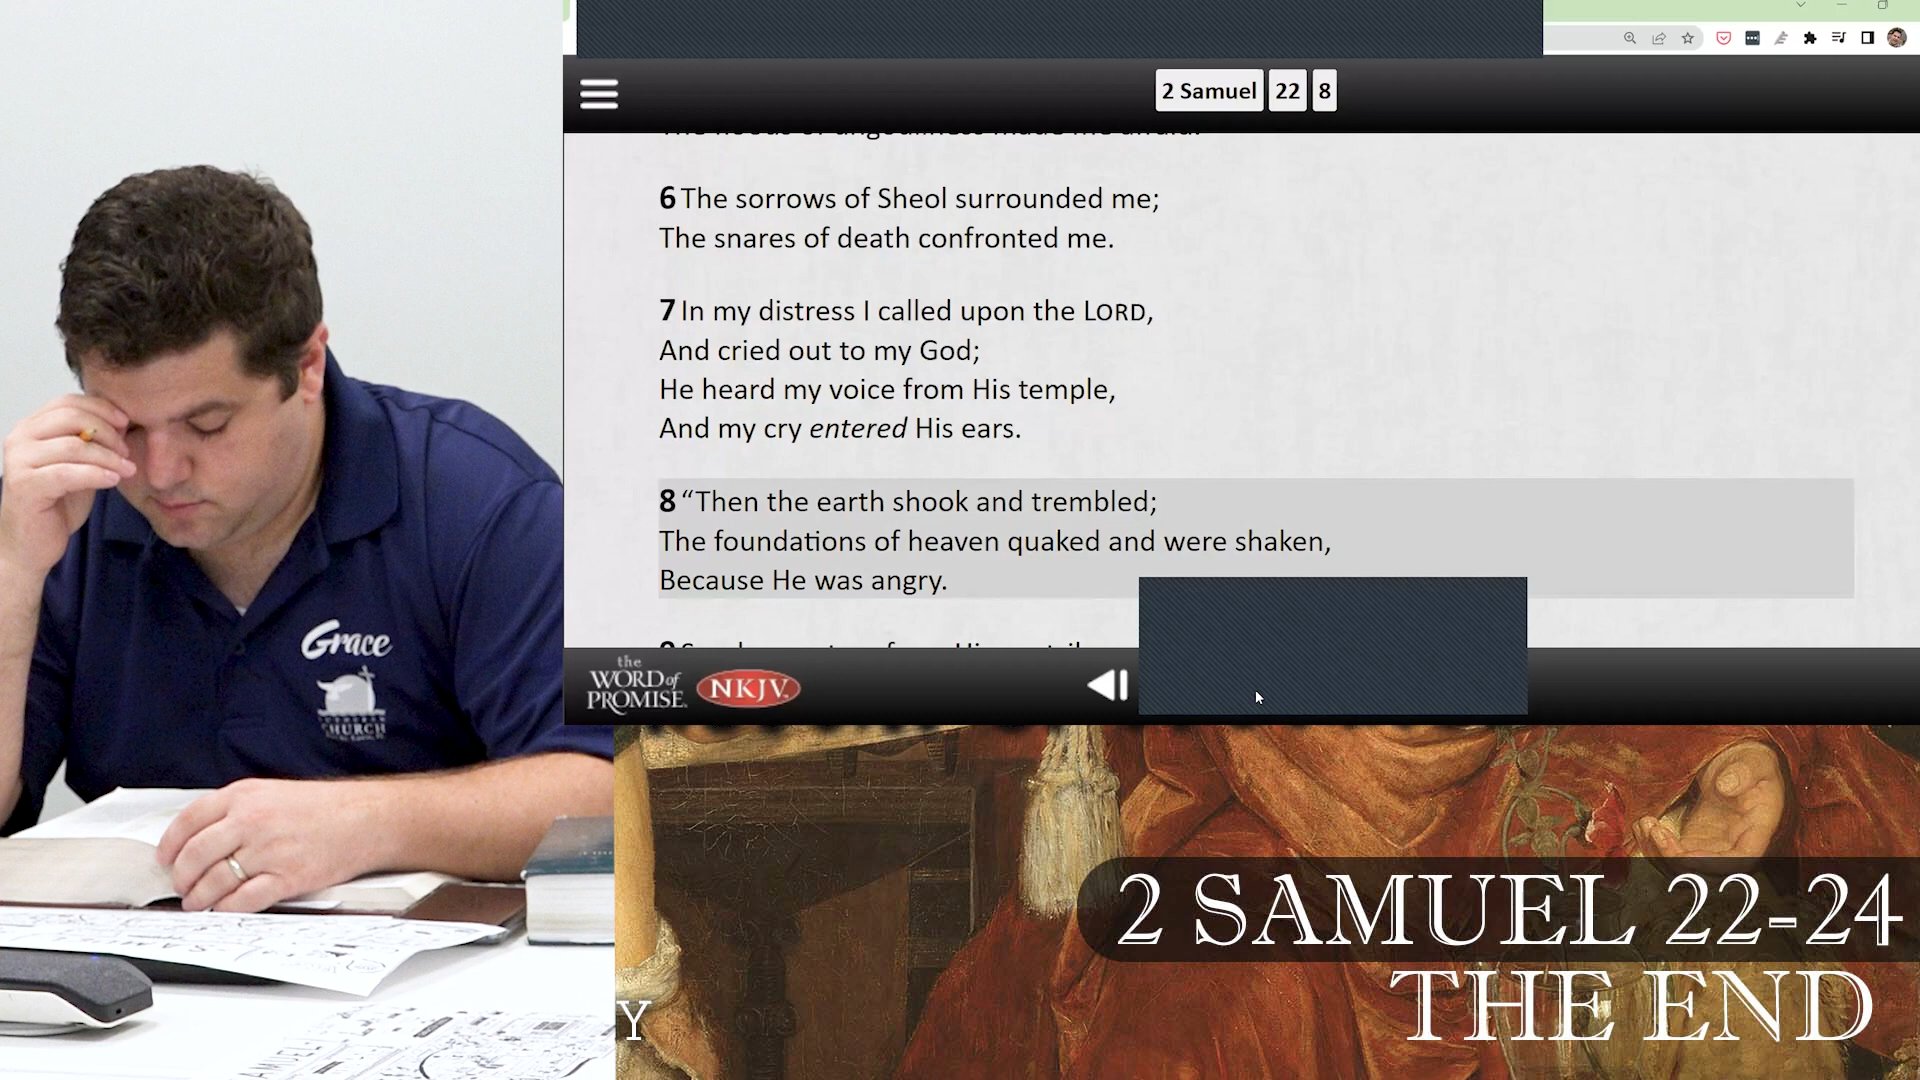 2 Samuel 22 8
6 The sorrows of Sheol surrounded me;
The snares of death confronted me.
7 In my distress I called upon the LORD,
And cried out to my God;
He heard my voice from His temple,
And my cry entered His ears.
8 “Then the earth shook and trembled;
The foundations of heaven quaked and were shaken,
Because He was angry.
the
WORD of
PROMISE
NKJV
Grace
CHURCH
2 SAMUEL 22-24
THE END
Y